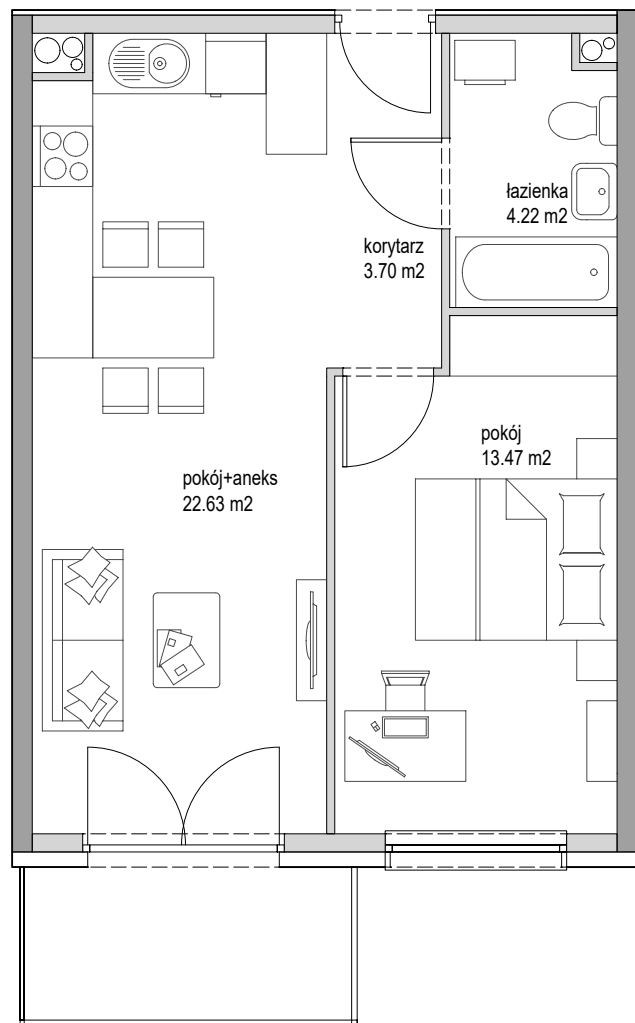 łazienka
4.22 m2
korytarz
3.70 m2
pokój
13.47 m2
pokój+aneks
22.63 m2